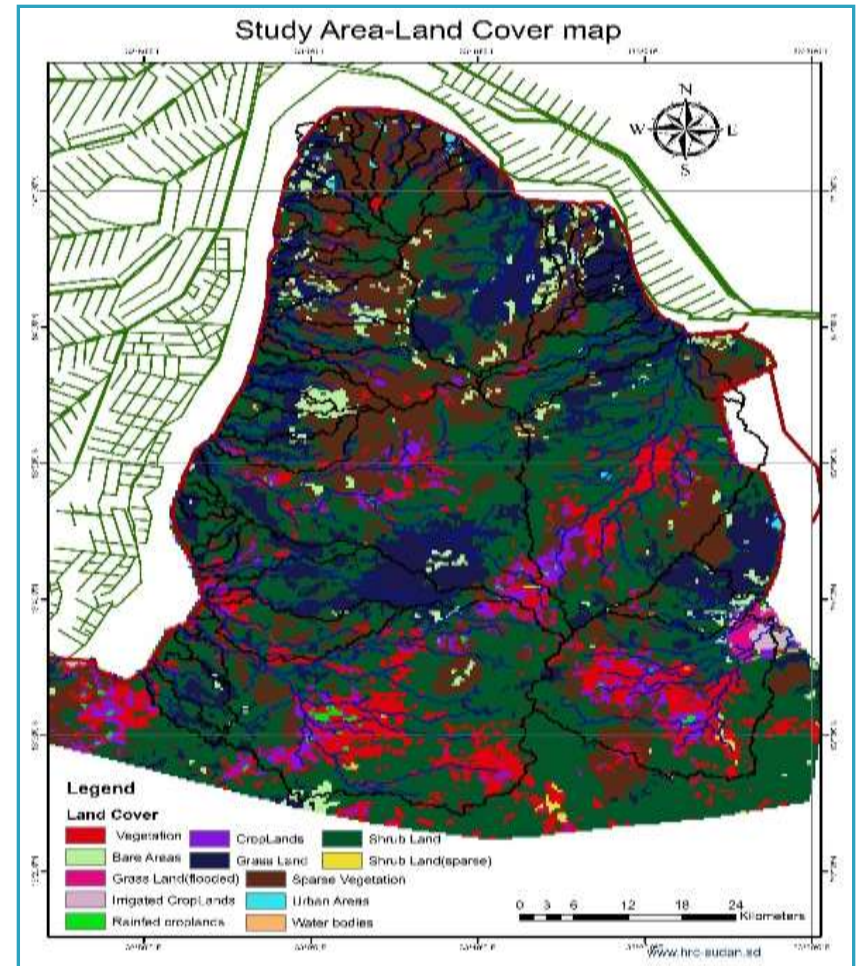 Study Area-Land Cover map
N
W E
S
Legend
Land Cover
Vegetation CropLands Shrub Land
Bare Areas Grass Land Shrub Land(sparse)
Grass Land(flooded) Sparse Vegetation
Irrigated CropLands Urban Areas
Rainfed croplands Water bodies
0 3 6 12 18 24
Kilometers
www.hrc-sudan.sd